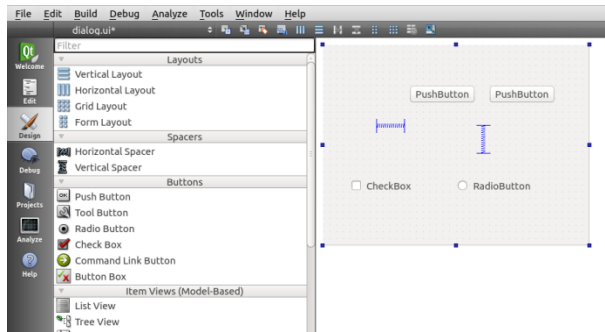 File Edit Build Debug Analyze Tools Window Help
dialog.ui*
Filter
Welcome
Edit
Design
Debug
Projects
Analyze
Help
Layouts
Vertical Layout
Horizontal Layout
Grid Layout
Form Layout
Spacers
Horizontal Spacer
Vertical Spacer
Buttons
OK Push Button
Tool Button
Radio Button
Check Box
Command Link Button
Button Box
Item Views (Model-Based)
List View
Tree View
PushButton PushButton
CheckBox RadioButton